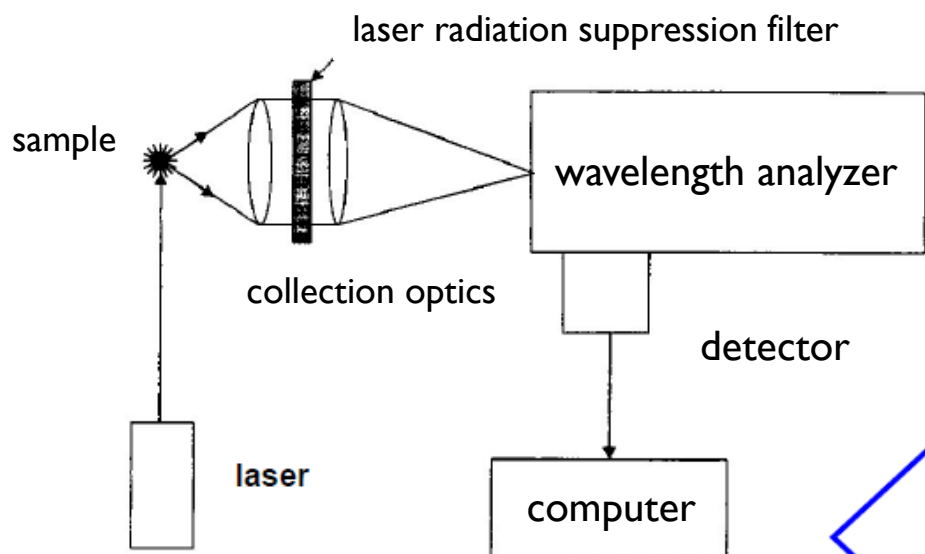 laser radiation suppression filter
sample
wavelength analyzer
collection optics
detector
laser
computer